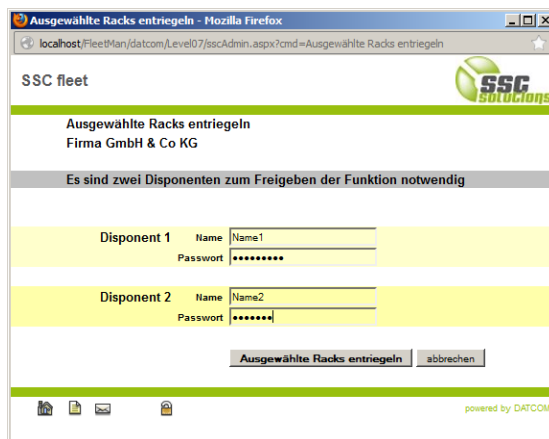 Ausgewählte Racks entriegeln - Mozilla Firefox
localhost/FleetMan/datcom/Level07/sscAdmin.aspx?cmd=Ausgewählte Racks entriegeln
SSC fleet
SSC
solutions
Ausgewählte Racks entriegeln
Firma GmbH & Co KG
Es sind zwei Disponenten zum Freigeben der Funktion notwendig
Disponent 1 Name Name1
Passwort •••••••••
Disponent 2 Name Name2
Passwort •••••••
Ausgewählte Racks entriegeln abbrechen
powered by DATCOM